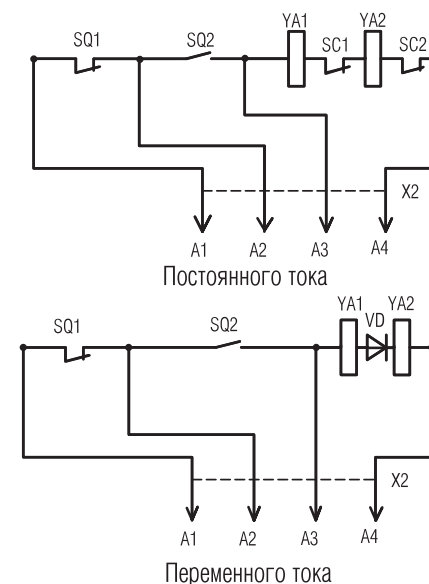 YA1 YA2
SQ1 SQ2 SC1 SC2
X2
A1 A2 A3 A4
Постоянного тока
YA1 VD YA2
SQ1 SQ2
X2
A1 A2 A3 A4
Переменного тока